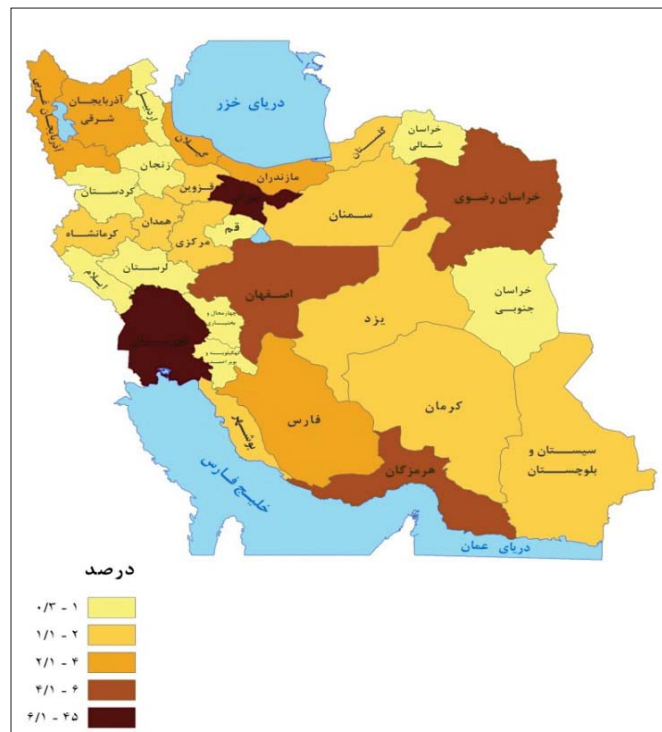 دریای خزر
آذربایجان غربی
آذربایجان
شرقی
اردبیل
گیلان
گلستان
خراسان
شمالی
زنجان
مازندران
خراسان رضوی
قزوین
کردستان
سمنان
همدان
کرمانشاه
مرکزی
قم
لرستان
ایلام
اصفهان
خراسان
جنوبی
یزد
چهارمحال و
بختیاری
کهگیلویه و
بویراحمد
کرمان
فارس
بوشهر
سیستان و
بلوچستان
هرمزگان
خلیج فارس
دریای عمان
درصد
۰/۳ - ۱
۱/۱ - ۲
۲/۱ - ۴
۴/۱ - ۶
۶/۱ - ۴۵